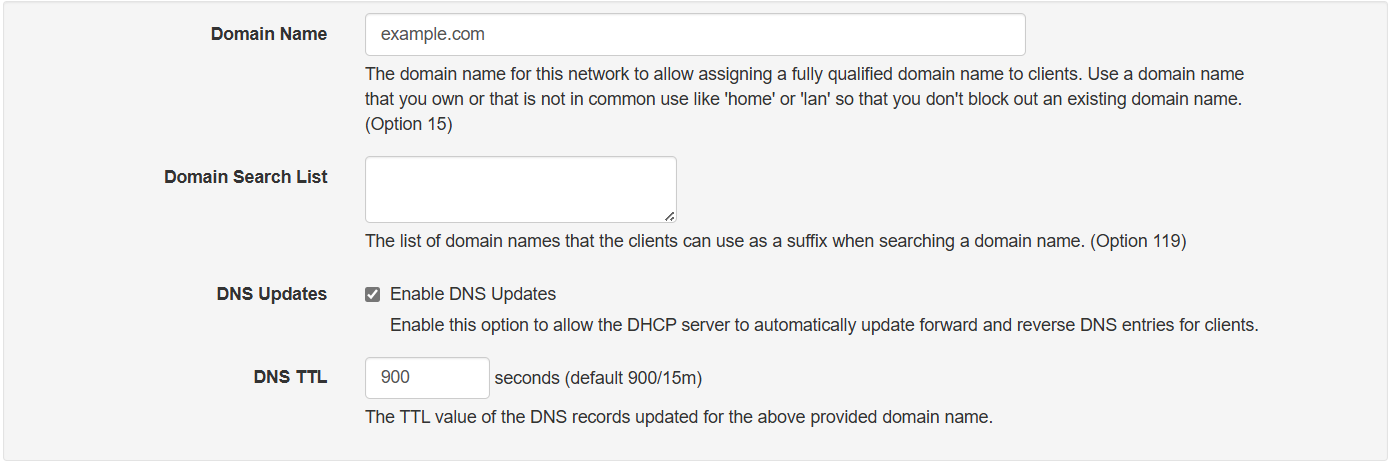 Domain Name
example.com
The domain name for this network to allow assigning a fully qualified domain name to clients. Use a domain name
that you own or that is not in common use like 'home' or 'lan' so that you don't block out an existing domain name.
(Option 15)
Domain Search List
The list of domain names that the clients can use as a suffix when searching a domain name. (Option 119)
DNS Updates
Enable DNS Updates
Enable this option to allow the DHCP server to automatically update forward and reverse DNS entries for clients.
DNS TTL
900 seconds (default 900/15m)
The TTL value of the DNS records updated for the above provided domain name.